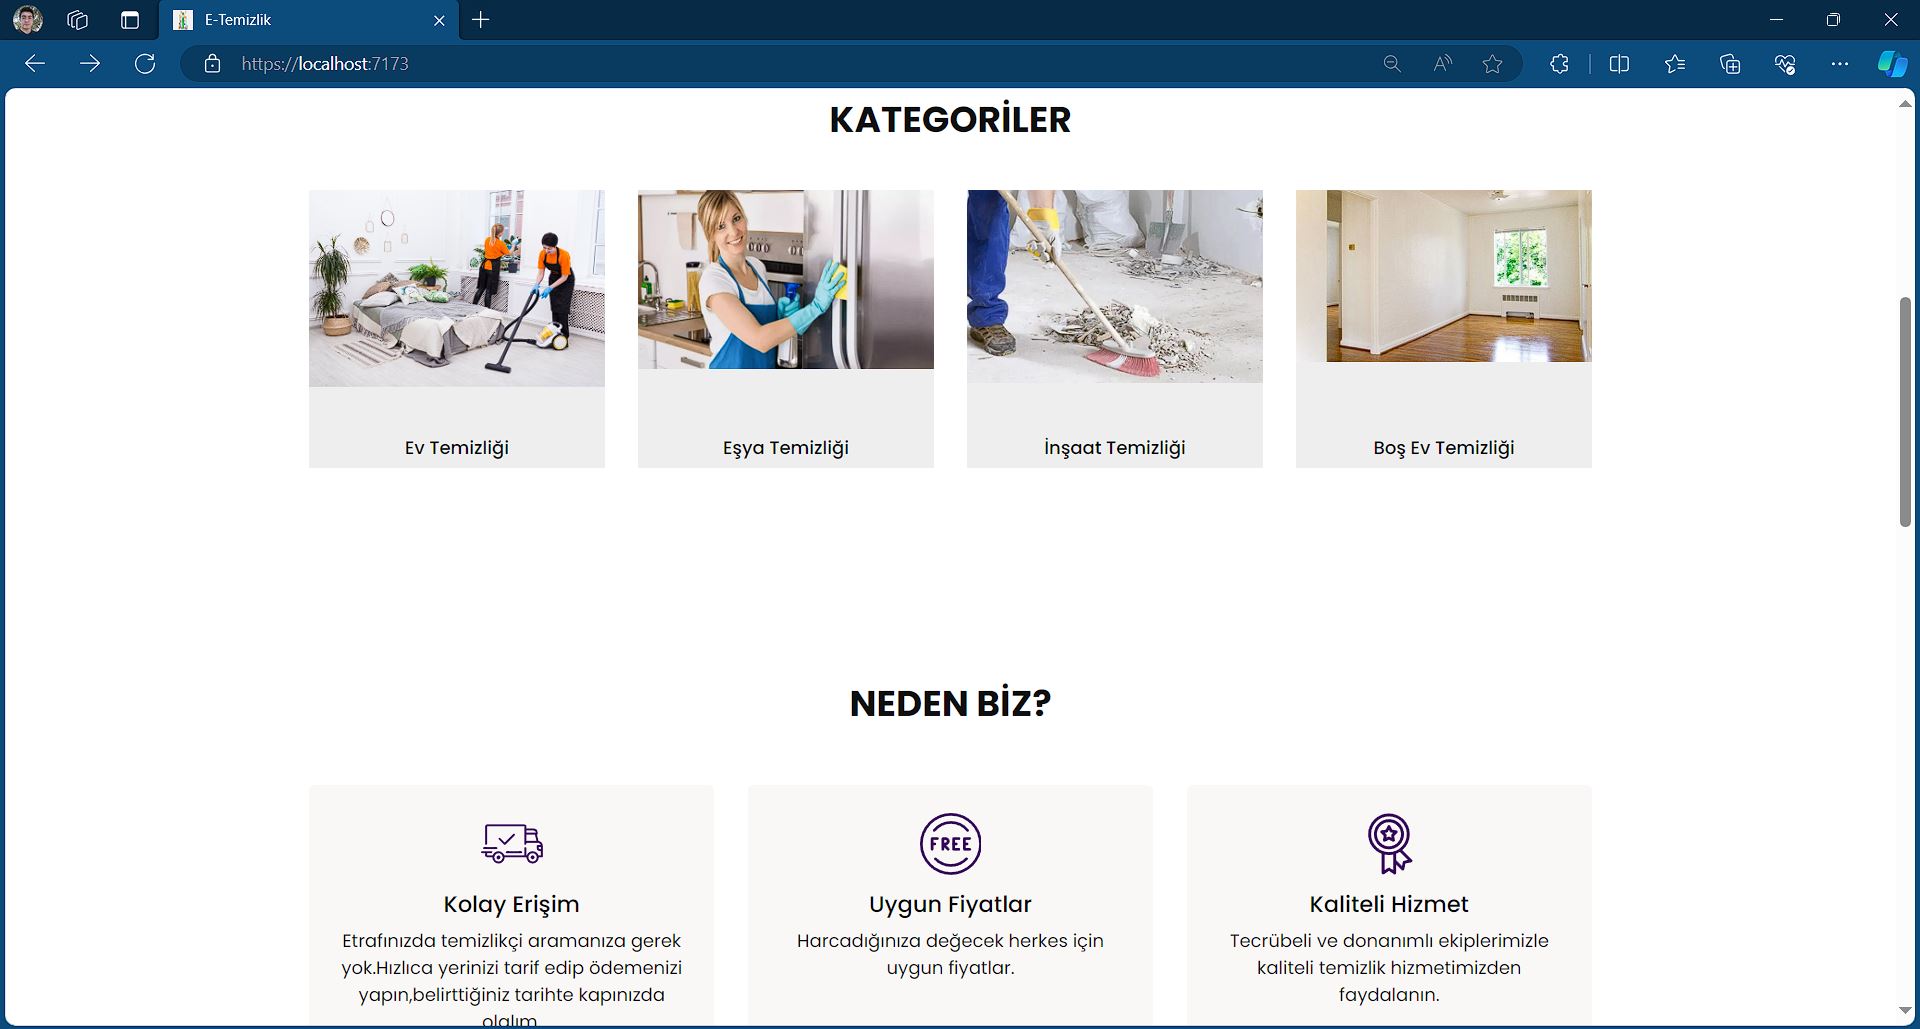 E-Temizlik
https://localhost:7173
KATEGORİLER
Ev Temizliği
Eşya Temizliği
İnşaat Temizliği
Boş Ev Temizliği
NEDEN BİZ?
FREE
Kolay Erişim
Etrafınızda temizlikçi aramanıza gerek
yok.Hızlıca yerinizi tarif edip ödemenizi
yapın,belirttiğiniz tarihte kapınızda
olalım.
Uygun Fiyatlar
Harcadığınıza değecek herkes için
uygun fiyatlar.
Kaliteli Hizmet
Tecrübeli ve donanımlı ekiplerimizle
kaliteli temizlik hizmetimizden
faydalanın.